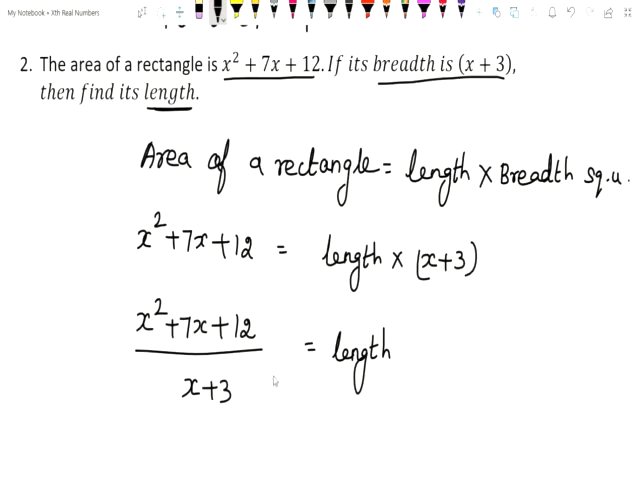 My Notebook » Xth Real Numbers
2. The area of a rectangle is x² + 7x + 12. If its breadth is (x + 3),
then find its length.
Area of a rectangle = length × Breadth sq.u.
x² + 7x + 12 = length × (x+3)
x² + 7x + 12
= length
x+3